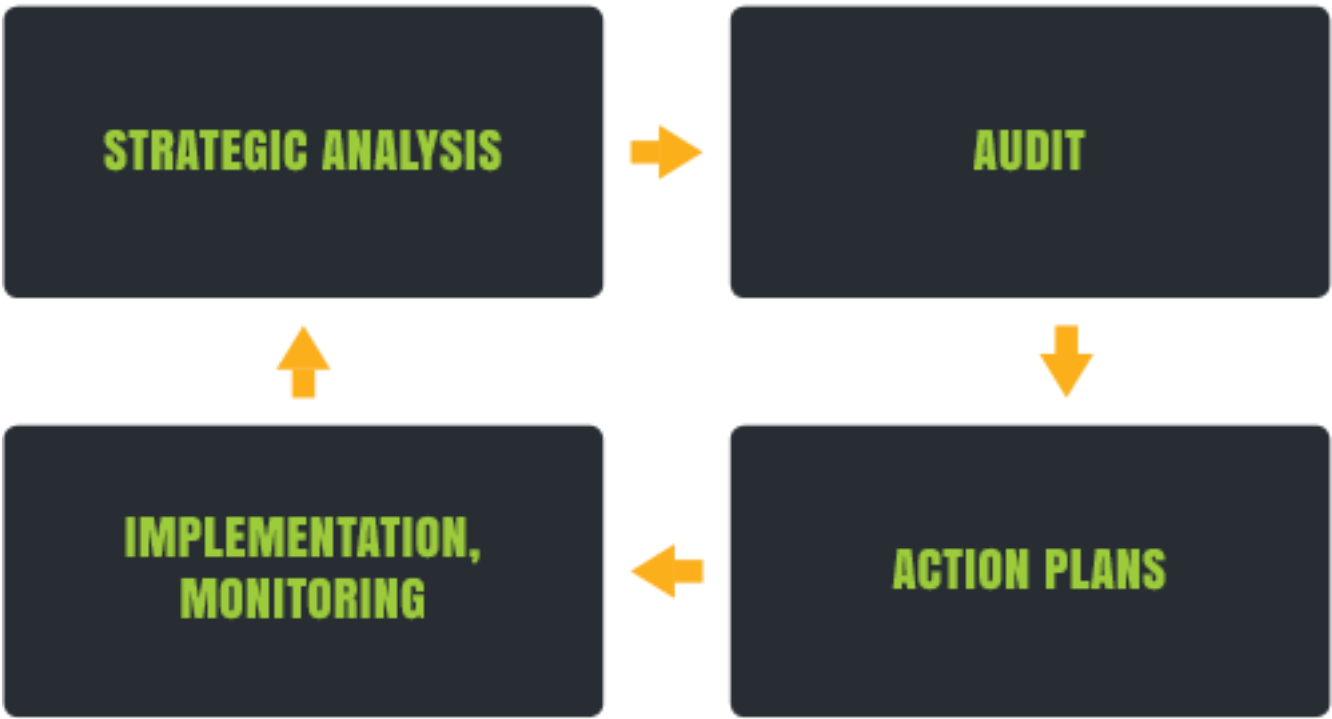 STRATEGIC ANALYSIS
AUDIT
ACTION PLANS
IMPLEMENTATION,
MONITORING